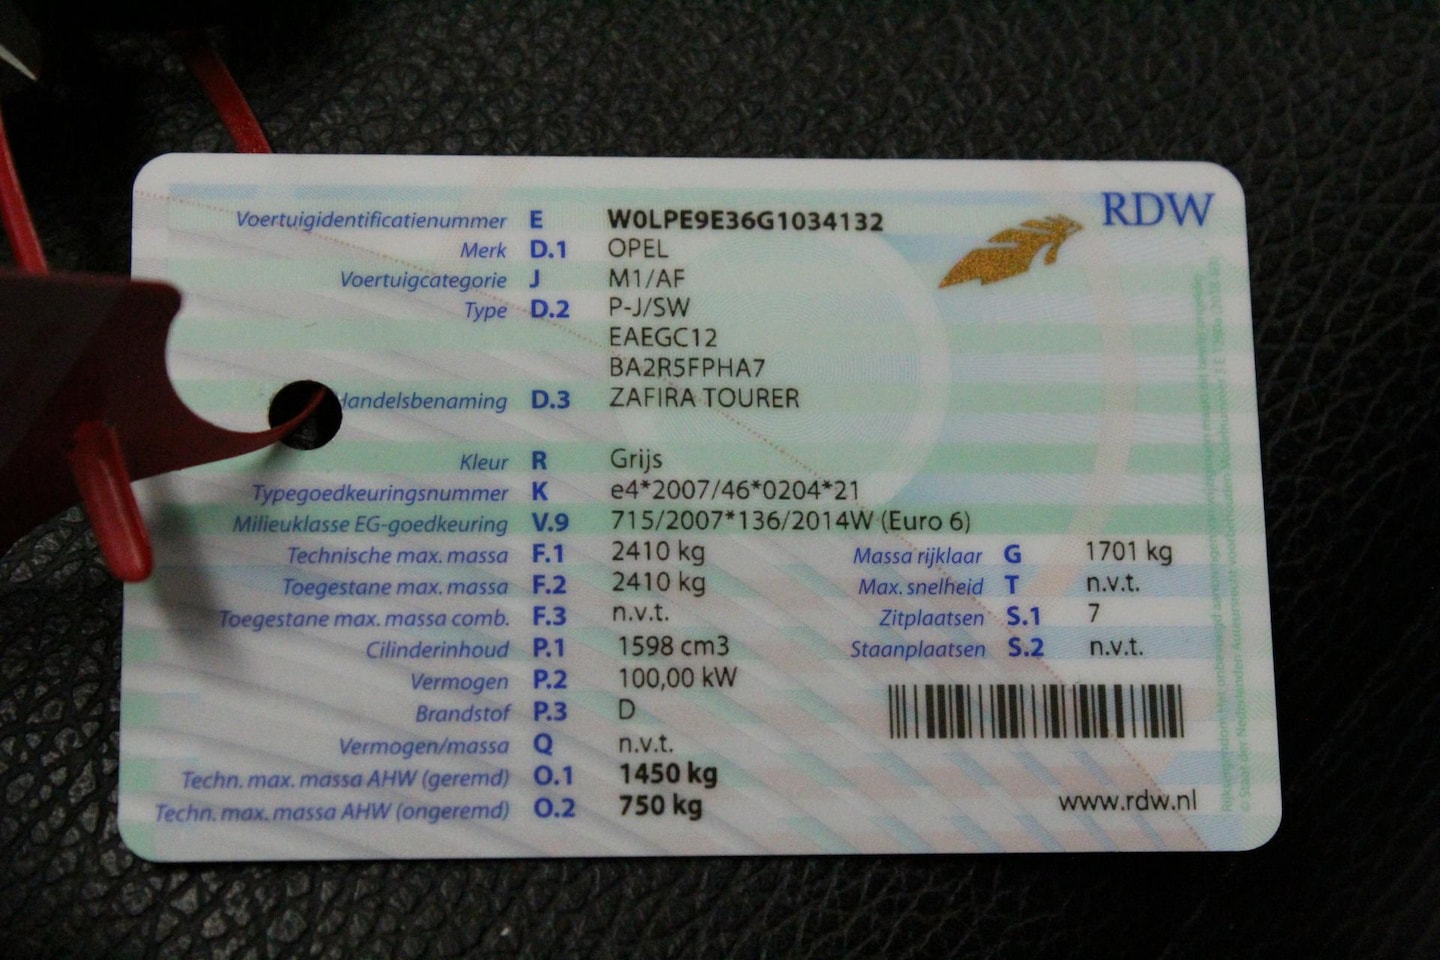 RDW
Voertuigidentificatienummer E W0LPE9E36G1034132
Merk D.1 OPEL
Voertuigcategorie J M1/AF
Type D.2 P-J/SW
EAEGC12
BA2R5FPHA7
Handelsbenaming D.3 ZAFIRA TOURER
Kleur R Grijs
Typegoedkeuringsnummer K e4*2007/46*0204*21
Milieuklasse EG-goedkeuring V.9 715/2007*136/2014W (Euro 6)
Technische max. massa F.1 2410 kg Massa rijklaar G 1701 kg
Toegestane max. massa F.2 2410 kg Max. snelheid T n.v.t.
Toegestane max. massa comb. F.3 n.v.t. Zitplaatsen S.1 7
Cilinderinhoud P.1 1598 cm3 Staanplaatsen S.2 n.v.t.
Vermogen P.2 100,00 kW
Brandstof P.3 D
Vermogen/massa Q n.v.t.
Techn. max. massa AHW (geremd) O.1 1450 kg
Techn. max. massa AHW (ongeremd) O.2 750 kg
www.rdw.nl
© Staat der Nederlanden